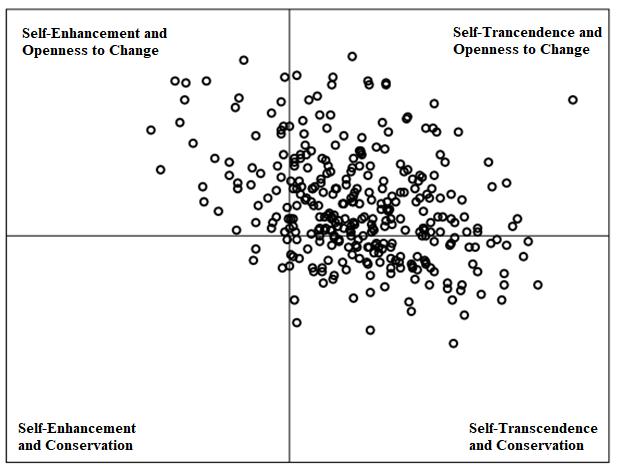 Self-Enhancement and
Openness to Change
Self-Trancendence and
Openness to Change
Self-Enhancement
and Conservation
Self-Transcendence
and Conservation